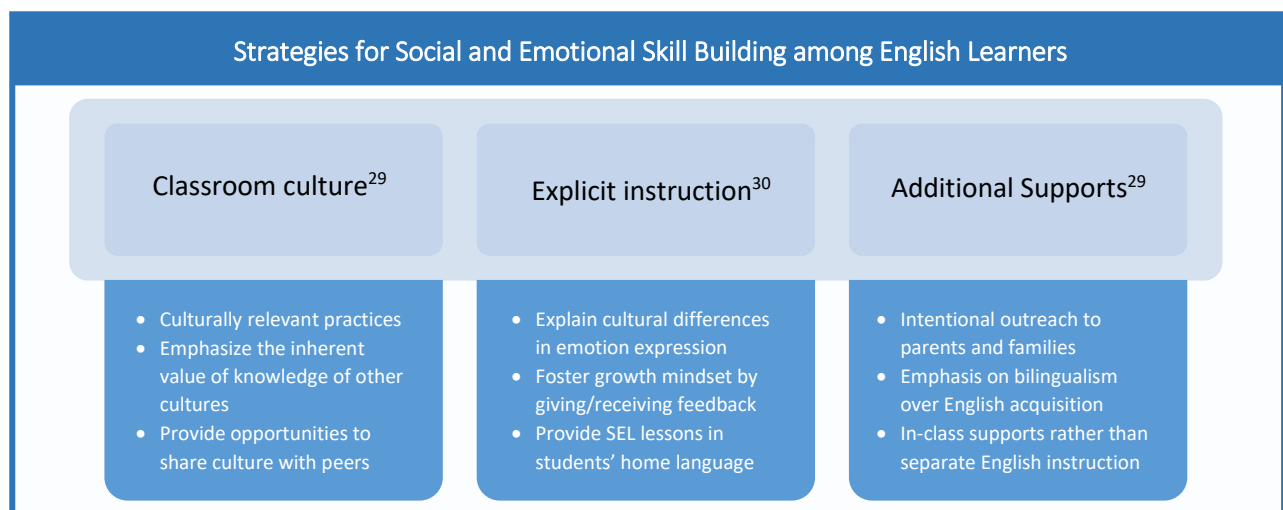 Strategies for Social and Emotional Skill Building among English Learners
Classroom culture29
• Culturally relevant practices
• Emphasize the inherent
value of knowledge of other
cultures
• Provide opportunities to
share culture with peers
Explicit instruction30
• Explain cultural differences
in emotion expression
• Foster growth mindset by
giving/receiving feedback
• Provide SEL lessons in
students’ home language
Additional Supports29
• Intentional outreach to
parents and families
• Emphasis on bilingualism
over English acquisition
• In-class supports rather than
separate English instruction